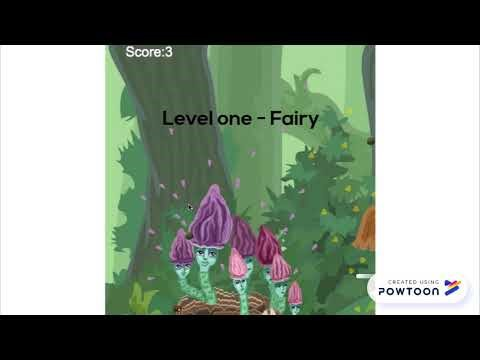 Score:3
Level one - Fairy
CREATED USING
POWTOON